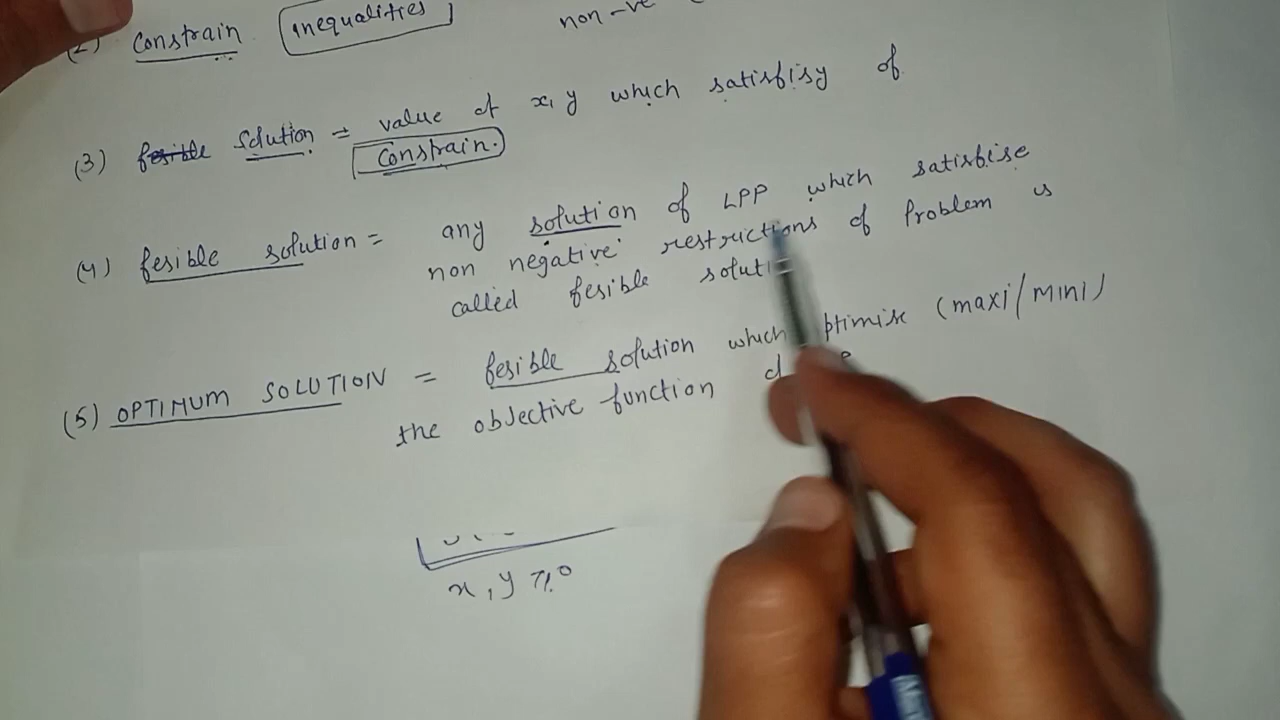 (2) Constrain inequalities non-ve
(3) fesible solution = value of x, y which satisfisy of
Constrain.
(4) fesible solution = any solution of LPP which satisfise
non negative restrictions of Problem is
called fesible
(5) OPTIMUM SOLUTION = fesible solution which (maxi/mini)
the objective function
x, y ≥ 0